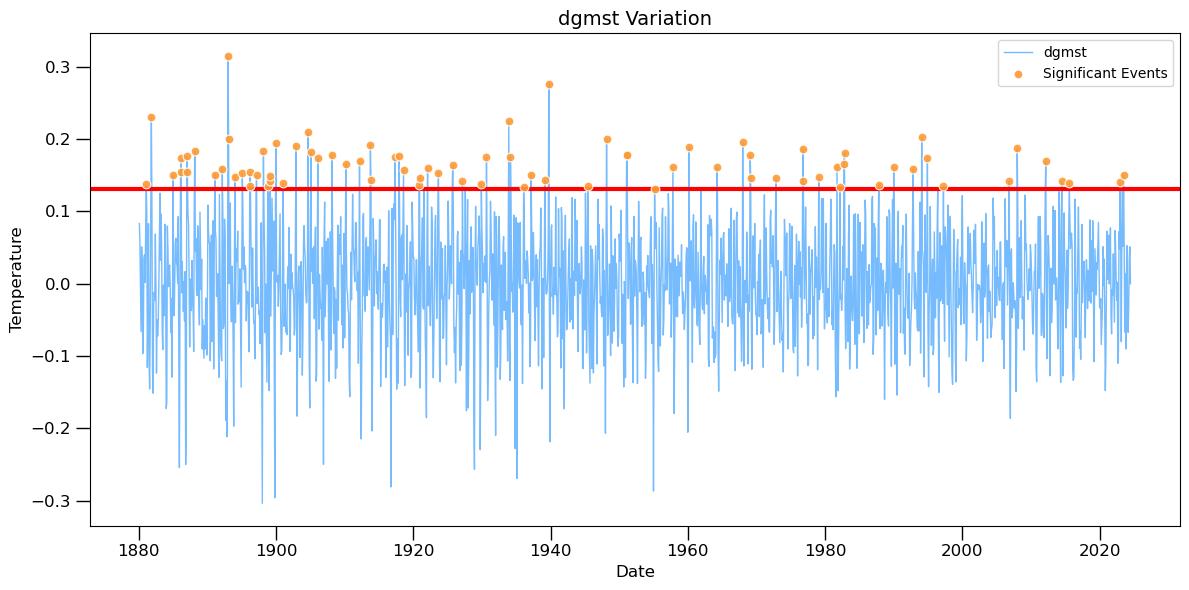 dgmst Variation
dgmst
Significant Events
Temperature
0.3
0.2
0.1
0.0
−0.1
−0.2
−0.3
1880 1900 1920 1940 1960 1980 2000 2020
Date